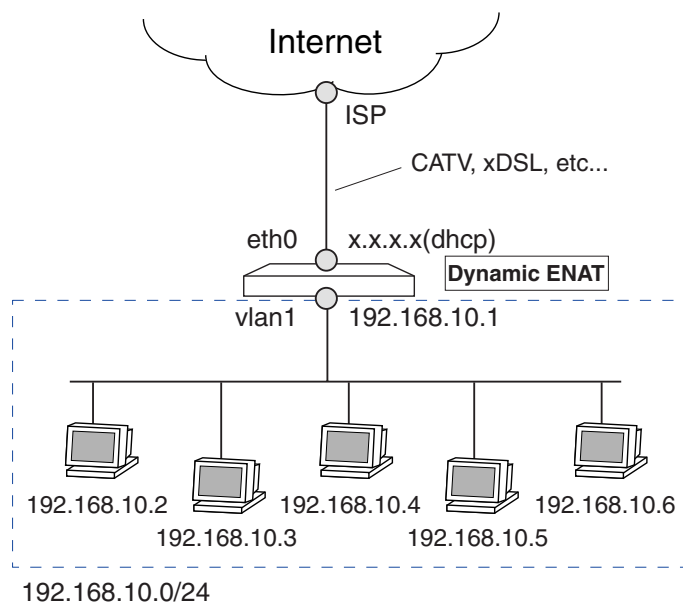 Internet
ISP
CATV, xDSL, etc...
eth0 x.x.x.x(dhcp)
Dynamic ENAT
vlan1 192.168.10.1
192.168.10.2 192.168.10.4 192.168.10.6
192.168.10.3 192.168.10.5
192.168.10.0/24